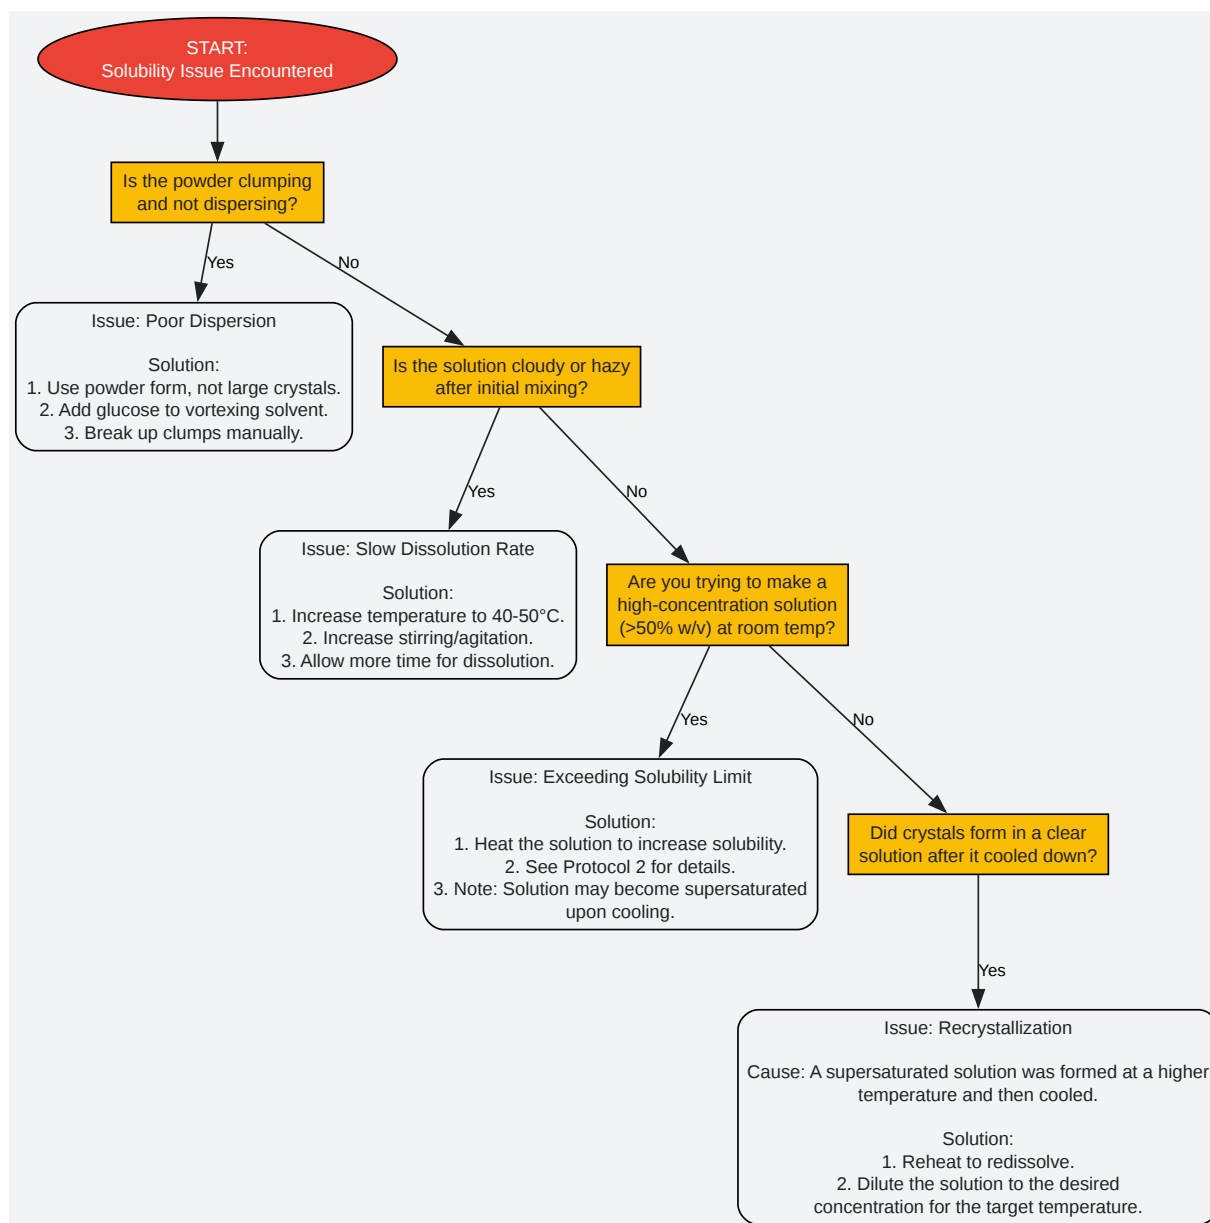 START:
Solubility Issue Encountered
Is the powder clumping
and not dispersing?
Yes
No
Issue: Poor Dispersion
Solution:
1. Use powder form, not large crystals.
2. Add glucose to vortexing solvent.
3. Break up clumps manually.
Is the solution cloudy or hazy
after initial mixing?
Yes
No
Issue: Slow Dissolution Rate
Solution:
1. Increase temperature to 40-50°C.
2. Increase stirring/agitation.
3. Allow more time for dissolution.
Are you trying to make a
high-concentration solution
(>50% w/v) at room temp?
Yes
No
Issue: Exceeding Solubility Limit
Solution:
1. Heat the solution to increase solubility.
2. See Protocol 2 for details.
3. Note: Solution may become supersaturated
upon cooling.
Did crystals form in a clear
solution after it cooled down?
Yes
Issue: Recrystallization
Cause: A supersaturated solution was formed at a higher
temperature and then cooled.
Solution:
1. Reheat to redissolve.
2. Dilute the solution to the desired
concentration for the target temperature.